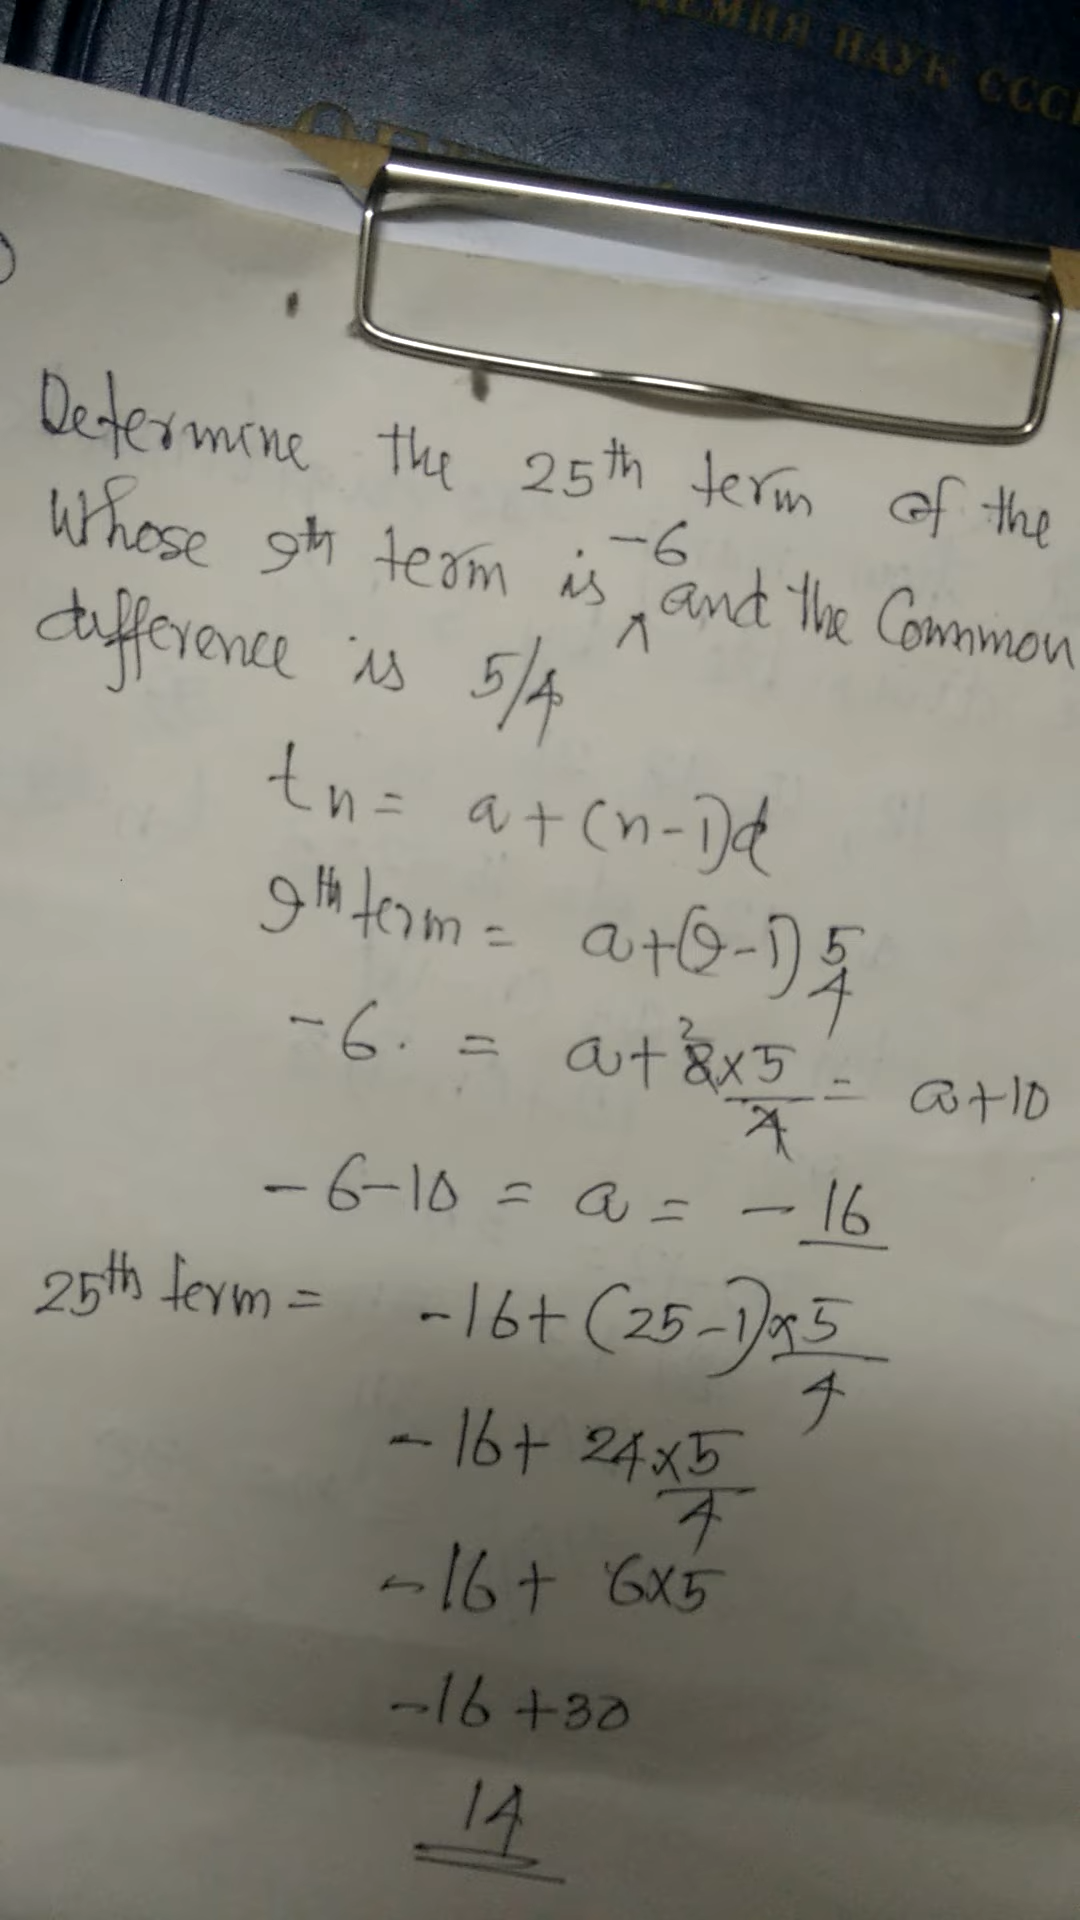 ДЕМИЯ НАУК СССР
Determine the 25th term of the
Whose 9th term is -6 and the Common
difference is 5/4
tn = a+(n-1)d
9th term = a+(9-1) 5/4
-6. = a+ 8x5/4 = a+10
2
-6-10 = a = -16
25th term = -16+(25-1)x5/4
-16+ 24x5/4
-16+ 6x5
-16+30
14